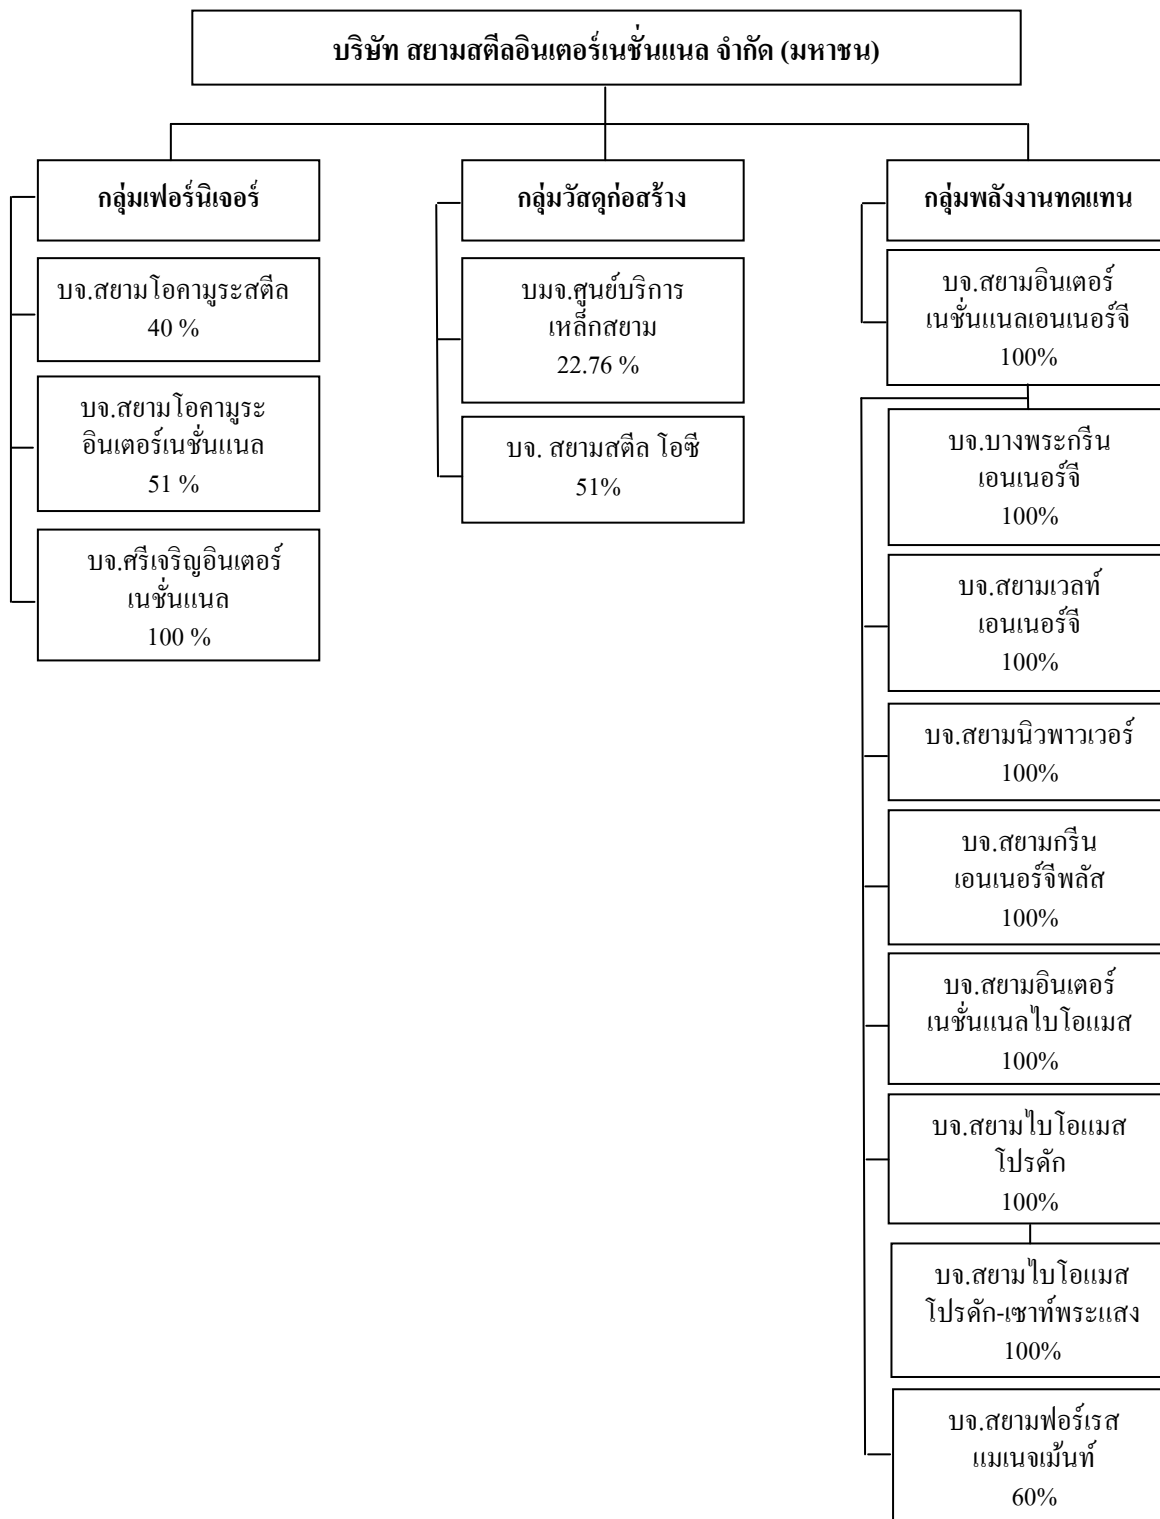 บริษัท สยามสตีลอินเตอร์เนชั่นแนล จำกัด (มหาชน)
กลุ่มเฟอร์นิเจอร์
บจ.สยามโอคามูระสตีล
40 %
บจ.สยามโอคามูระ
อินเตอร์เนชั่นแนล
51 %
บจ.ศรีเจริญอินเตอร์
เนชั่นแนล
100 %
กลุ่มวัสดุก่อสร้าง
บมจ.ศูนย์บริการ
เหล็กสยาม
22.76 %
บจ. สยามสตีล โอซี
51%
กลุ่มพลังงานทดแทน
บจ.สยามอินเตอร์
เนชั่นแนลเอนเนอร์จี
100%
บจ.บางพระกรีน
เอนเนอร์จี
100%
บจ.สยามเวลท์
เอนเนอร์จี
100%
บจ.สยามนิวพาวเวอร์
100%
บจ.สยามกรีน
เอนเนอร์จีพลัส
100%
บจ.สยามอินเตอร์
เนชั่นแนลไบโอแมส
100%
บจ.สยามไบโอแมส
โปรดัก
100%
บจ.สยามไบโอแมส
โปรดัก-เซาท์พระแสง
100%
บจ.สยามฟอร์เรส
แมเนจเม้นท์
60%